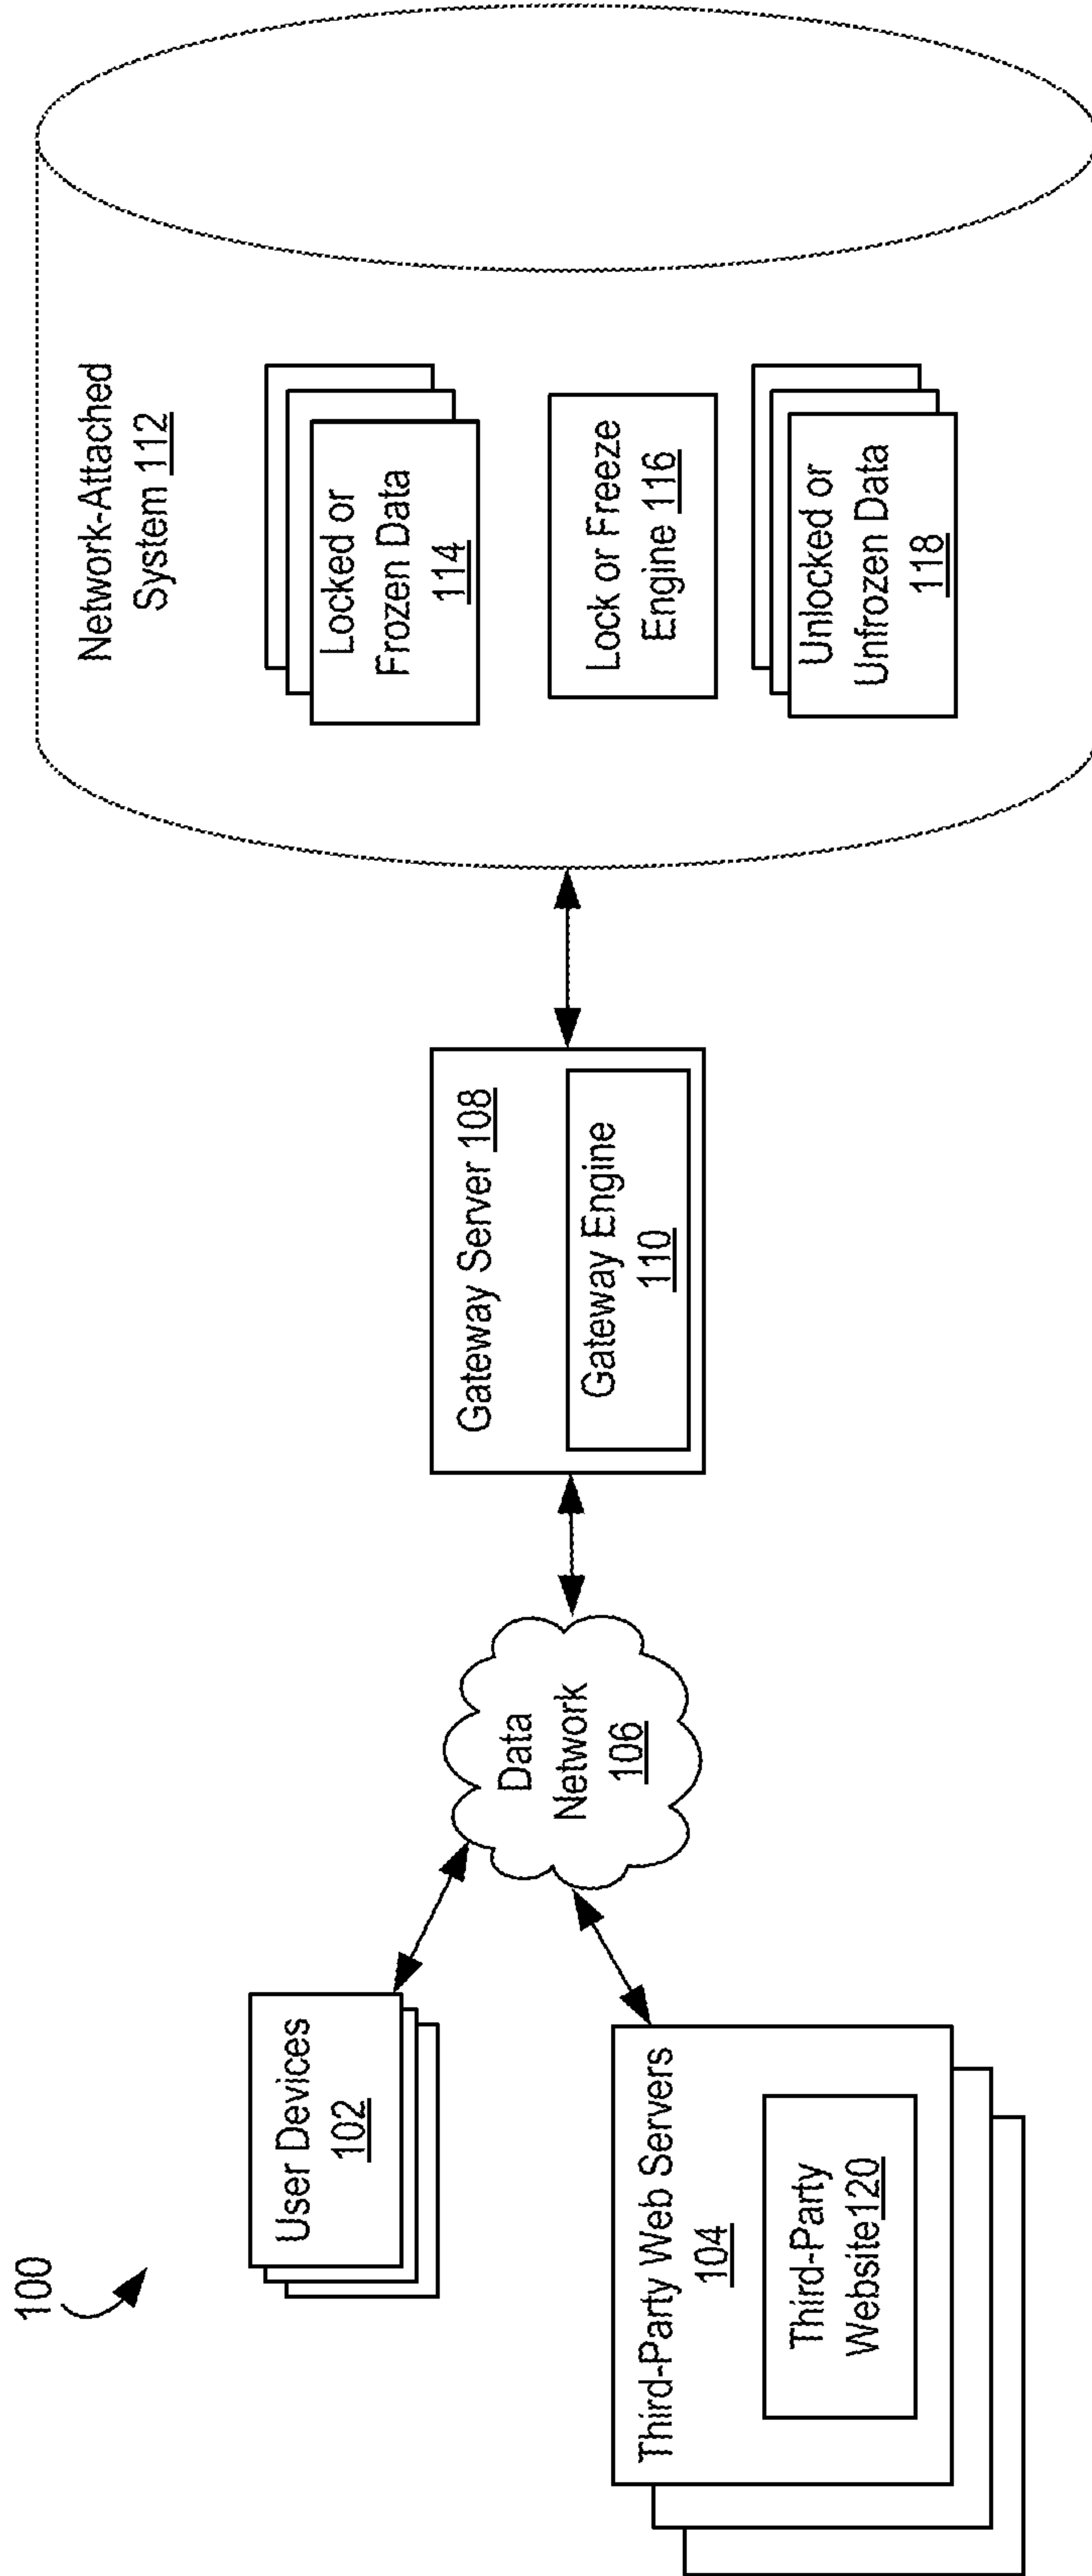 100
User Devices
102
Third-Party Web Servers
104
Third-Party
Website120
Data
Network
106
Gateway Server 108
Gateway Engine
110
Network-Attached
System 112
Locked or
Frozen Data
114
Lock or Freeze
Engine 116
Unlocked or
Unfrozen Data
118